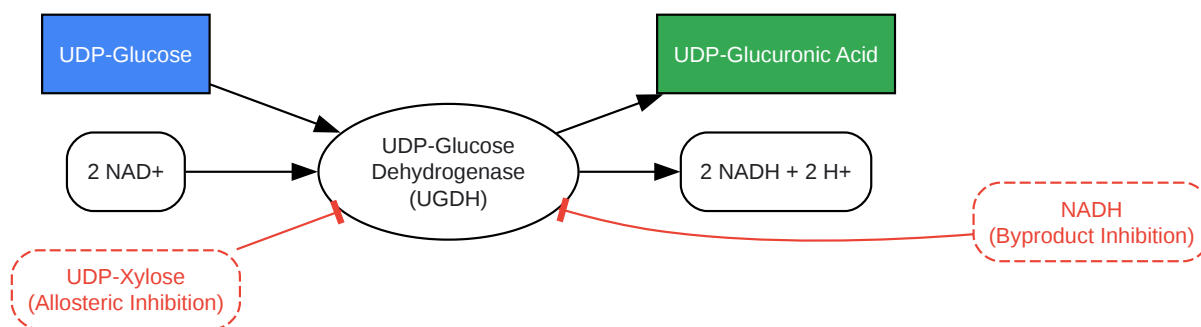 UDP-Glucose
UDP-Glucuronic Acid
UDP-Glucose
Dehydrogenase
(UGDH)
2 NAD+
2 NADH + 2 H+
NADH
(Byproduct Inhibition)
UDP-Xylose
(Allosteric Inhibition)